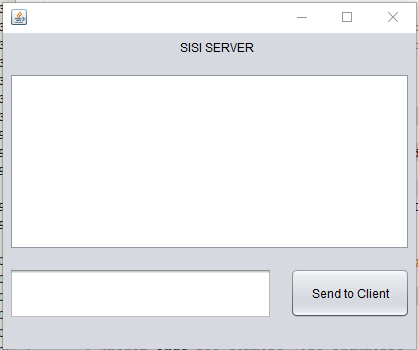 SISI SERVER
Send to Client